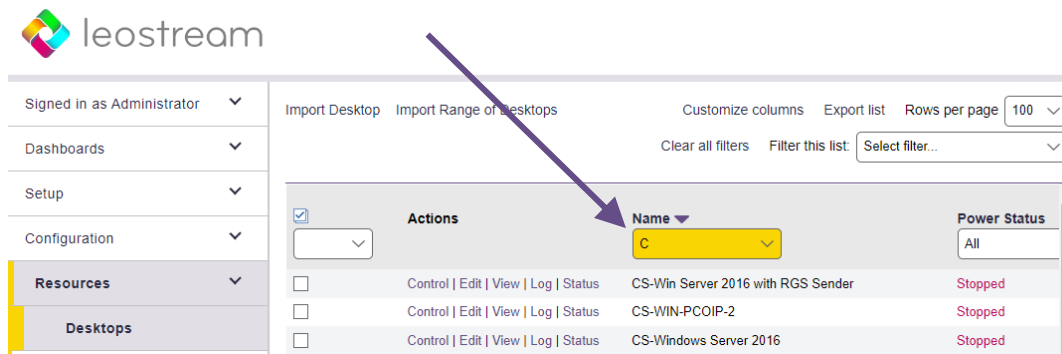 leostream
Signed in as Administrator
Dashboards
Setup
Configuration
Resources
Desktops
Import Desktop Import Range of Desktops Customize columns Export list Rows per page 100
Clear all filters Filter this list: Select filter...
Actions Name Power Status
C All
Control | Edit | View | Log | Status CS-Win Server 2016 with RGS Sender Stopped
Control | Edit | View | Log | Status CS-WIN-PCOIP-2 Stopped
Control | Edit | View | Log | Status CS-Windows Server 2016 Stopped